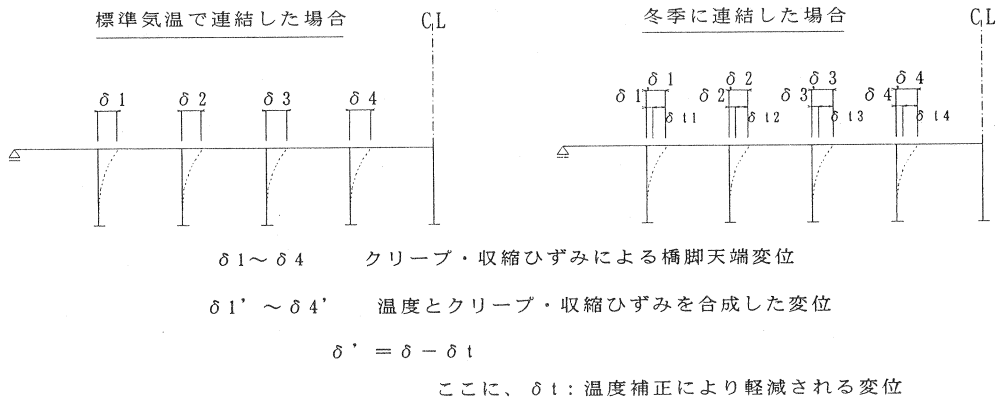 標準気温で連結した場合
CL
δ1 δ2 δ3 δ4
冬季に連結した場合
CL
δ1 δ2 δ3 δ4
δ1 δ2 δ3 δ4
δt1 δt2 δt3 δt4
δ1～δ4 クリープ・収縮ひずみによる橋脚天端変位
δ1'～δ4' 温度とクリープ・収縮ひずみを合成した変位
δ'＝δ－δt
ここに、δt：温度補正により軽減される変位